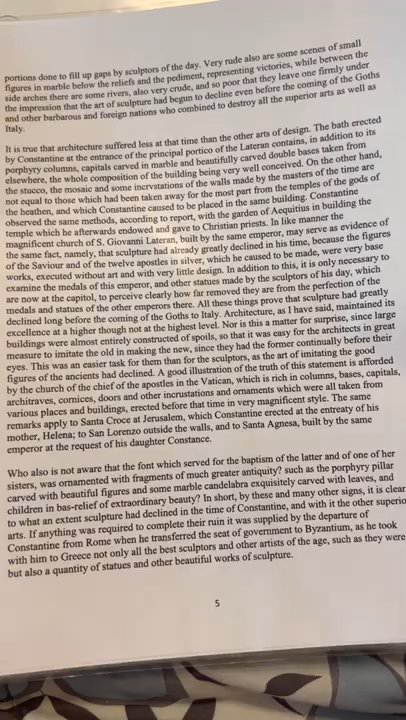 portions done to fill up gaps by sculptors of the day. Very rude also are some scenes of small
figures in marble below the reliefs and the pediment, representing victories, while between the
side arches there are some rivers, also very crude, and so poor that they leave one firmly under
the impression that the art of sculpture had begun to decline even before the coming of the Goths
and other barbarous and foreign nations who combined to destroy all the superior arts as well as
Italy.
It is true that architecture suffered less at that time than the other arts of design. The bath erected
by Constantine at the entrance of the principal portico of the Lateran contains, in addition to its
porphyry columns, capitals carved in marble and beautifully carved double bases taken from
elsewhere, the whole composition of the building being very well conceived. On the other hand,
the stucco, the mosaic and some incrvstations of the walls made by the masters of the time are
not equal to those which had been taken away for the most part from the temples of the gods of
the heathen, and which Constantine caused to be placed in the same building. Constantine
observed the same methods, according to report, with the garden of Aequitius in building the
temple which he afterwards endowed and gave to Christian priests. In like manner the
magnificent church of S. Giovanni Lateran, built by the same emperor, may serve as evidence of
the same fact, namely, that sculpture had already greatly declined in his time, because the figures
of the Saviour and of the twelve apostles in silver, which he caused to be made, were very base
works, executed without art and with very little design. In addition to this, it is only necessary to
examine the medals of this emperor, and other statues made by the sculptors of his day, which
are now at the capitol, to perceive clearly how far removed they are from the perfection of the
medals and statues of the other emperors there. All these things prove that sculpture had greatly
declined long before the coming of the Goths to Italy. Architecture, as I have said, maintained its
excellence at a higher though not at the highest level. Nor is this a matter for surprise, since large
buildings were almost entirely constructed of spoils, so that it was easy for the architects in great
measure to imitate the old in making the new, since they had the former continually before their
eyes. This was an easier task for them than for the sculptors, as the art of imitating the good
figures of the ancients had declined. A good illustration of the truth of this statement is afforded
by the church of the chief of the apostles in the Vatican, which is rich in columns, bases, capitals,
architraves, cornices, doors and other incrustations and ornaments which were all taken from
various places and buildings, erected before that time in very magnificent style. The same
remarks apply to Santa Croce at Jerusalem, which Constantine erected at the entreaty of his
mother, Helena; to San Lorenzo outside the walls, and to Santa Agnesa, built by the same
emperor at the request of his daughter Constance.
Who also is not aware that the font which served for the baptism of the latter and of one of her
sisters, was ornamented with fragments of much greater antiquity? such as the porphyry pillar
carved with beautiful figures and some marble candelabra exquisitely carved with leaves, and
children in bas-relief of extraordinary beauty? In short, by these and many other signs, it is clear
to what an extent sculpture had declined in the time of Constantine, and with it the other superio
arts. If anything was required to complete their ruin it was supplied by the departure of
Constantine from Rome when he transferred the seat of government to Byzantium, as he took
with him to Greece not only all the best sculptors and other artists of the age, such as they were
but also a quantity of statues and other beautiful works of sculpture.
5